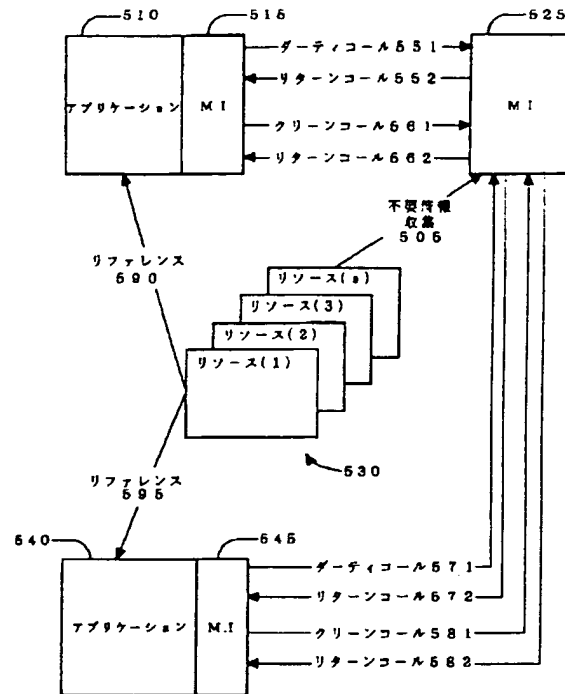 510
515
525
アプリケーション
MI
ダーティコール551
リターンコール552
クリーンコール561
リターンコール562
MI
不要情報
収集
505
リファレンス
590
リソース(n)
リソース(3)
リソース(2)
リソース(1)
530
リファレンス
595
540
545
アプリケーション
M.I
ダーティコール571
リターンコール572
クリーンコール581
リターンコール582